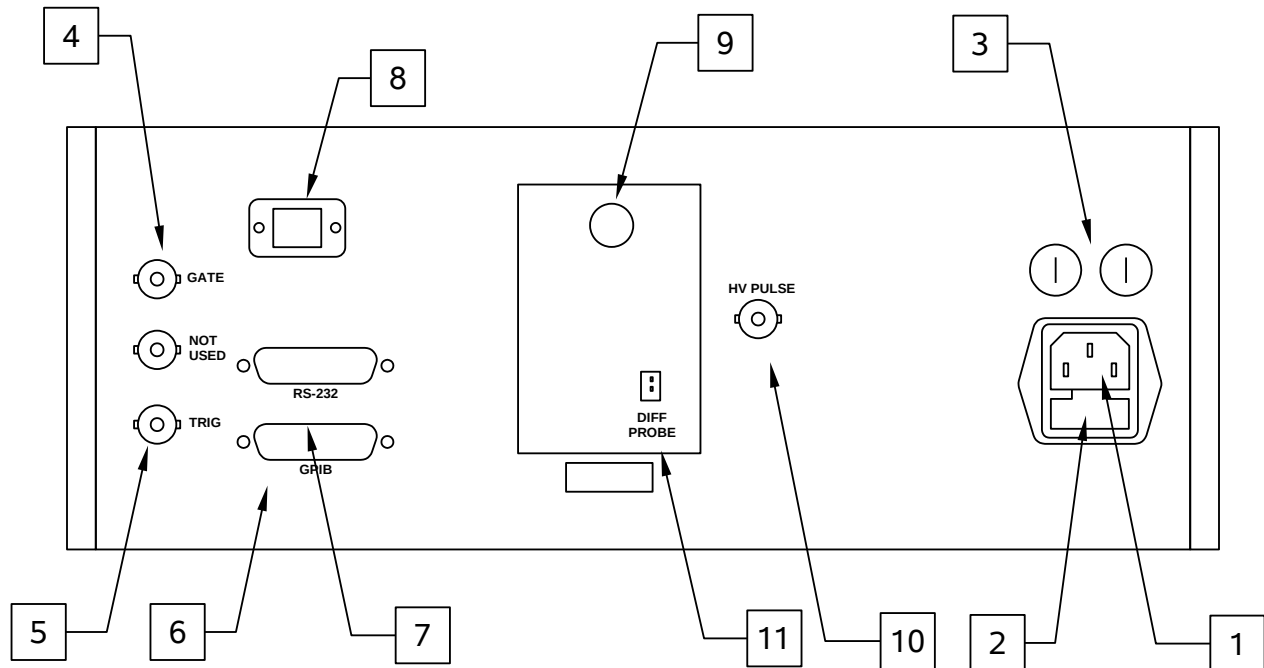 4
9
3
8
GATE
HV PULSE
NOT
USED
RS-232
TRIG
DIFF
PROBE
GPIB
5
6
7
11
10
2
1